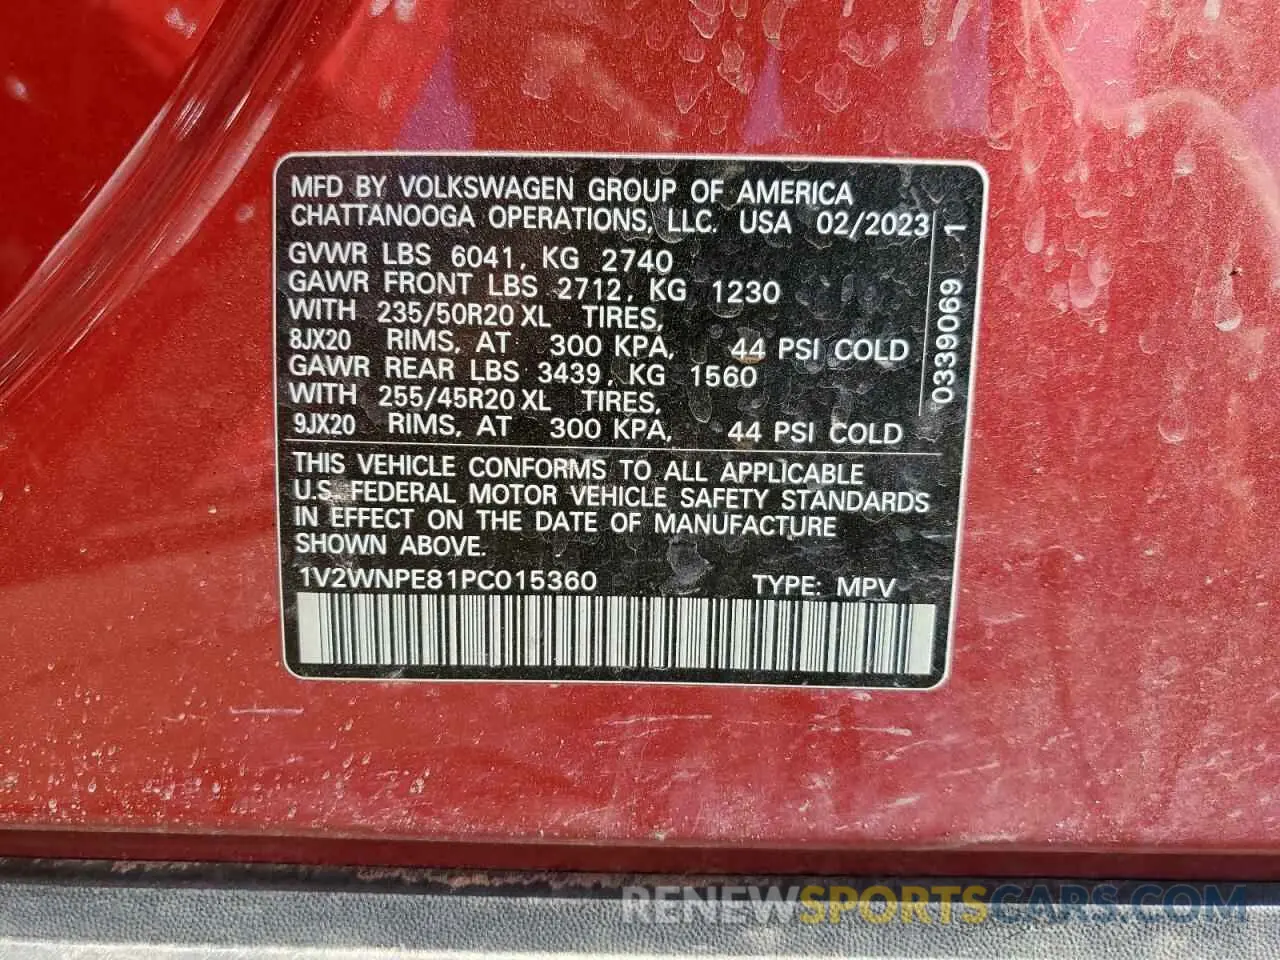 MFD BY VOLKSWAGEN GROUP OF AMERICA
CHATTANOOGA OPERATIONS, LLC. USA 02/2023
GVWR LBS 6041, KG 2740
GAWR FRONT LBS 2712, KG 1230
WITH 235/50R20 XL TIRES,
8JX20 RIMS, AT 300 KPA, 44 PSI COLD
GAWR REAR LBS 3439, KG 1560
WITH 255/45R20 XL TIRES,
9JX20 RIMS, AT 300 KPA, 44 PSI COLD
0339069 1
THIS VEHICLE CONFORMS TO ALL APPLICABLE
U.S. FEDERAL MOTOR VEHICLE SAFETY STANDARDS
IN EFFECT ON THE DATE OF MANUFACTURE
SHOWN ABOVE.
1V2WNPE81PC015360 TYPE: MPV
RENEWSPORTSCARS.COM